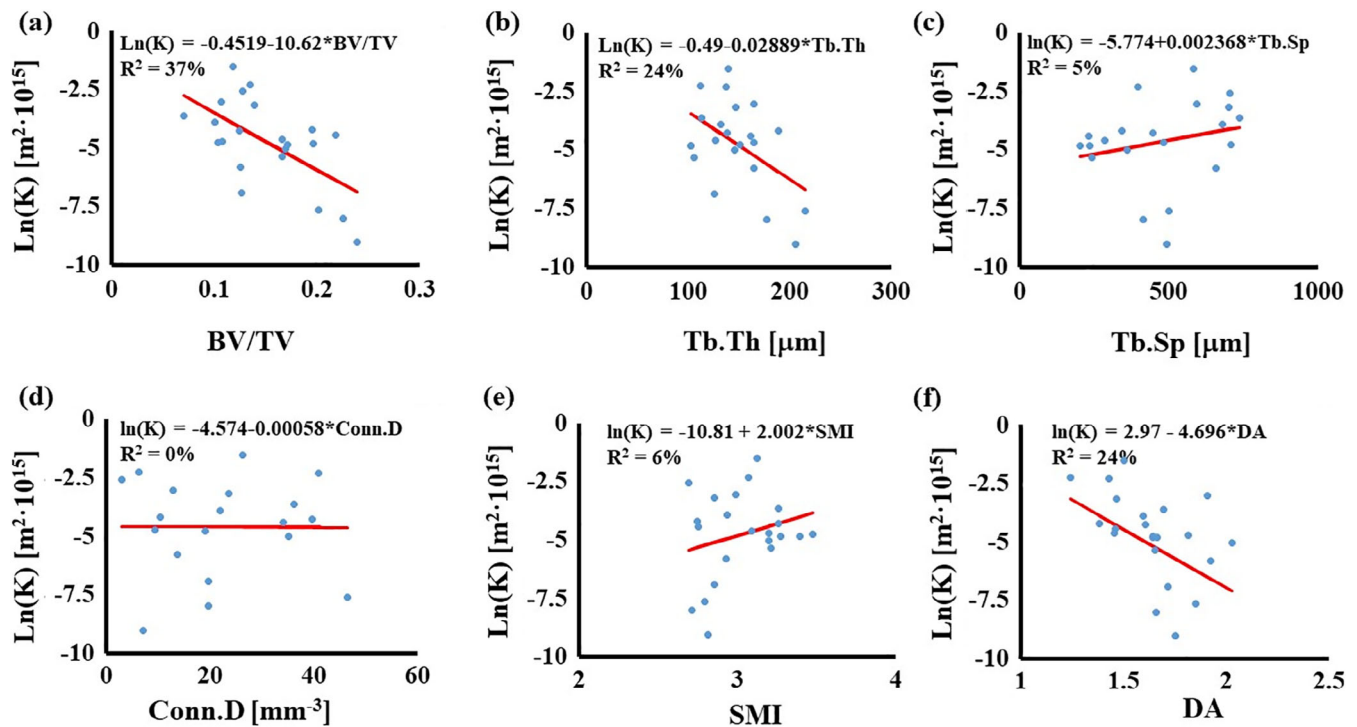 (a)
Ln(K) = -0.4519-10.62*BV/TV
R² = 37%
Ln(K) [m²·10¹⁵]
0
-2.5
-5
-7.5
-10
0 0.1 0.2 0.3
BV/TV
(b)
Ln(K) = -0.49-0.02889*Tb.Th
R² = 24%
Ln(K) [m²·10¹⁵]
0
-2.5
-5
-7.5
-10
0 100 200 300
Tb.Th [µm]
(c)
ln(K) = -5.774+0.002368*Tb.Sp
R² = 5%
Ln(K) [m²·10¹⁵]
0
-2.5
-5
-7.5
-10
0 500 1000
Tb.Sp [µm]
(d)
ln(K) = -4.574-0.00058*Conn.D
R² = 0%
Ln(K) [m²·10¹⁵]
0
-2.5
-5
-7.5
-10
0 20 40 60
Conn.D [mm⁻³]
(e)
ln(K) = -10.81 + 2.002*SMI
R² = 6%
Ln(K) [m²·10¹⁵]
0
-2.5
-5
-7.5
-10
2 3 4
SMI
(f)
ln(K) = 2.97 - 4.696*DA
R² = 24%
Ln(K) [m²·10¹⁵]
0
-2.5
-5
-7.5
-10
1 1.5 2 2.5
DA